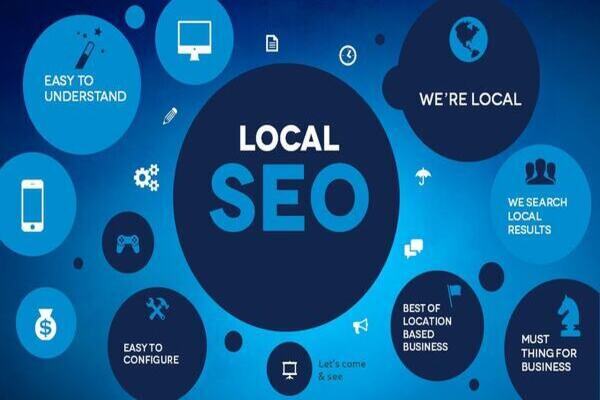 EASY TO
UNDERSTAND
WE'RE LOCAL
LOCAL
SEO
WE SEARCH
LOCAL
RESULTS
$
EASY TO
CONFIGURE
BEST OF
LOCATION
BASED
BUSINESS
MUST
THING FOR
BUSINESS
Let's come
& see